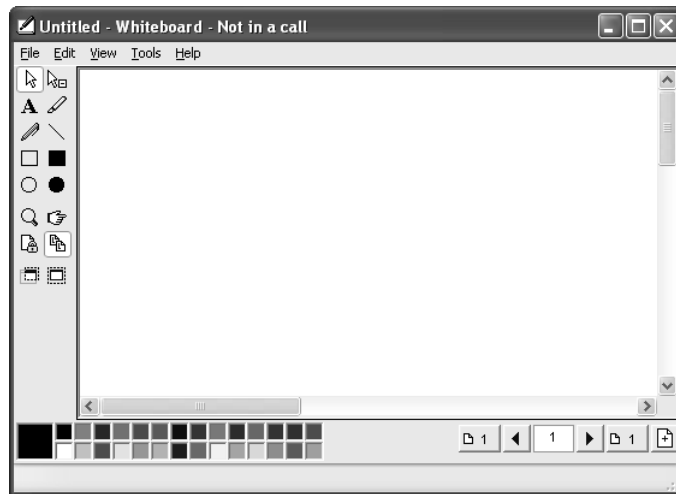 Untitled - Whiteboard - Not in a call
File Edit View Tools Help
A
1 1 1